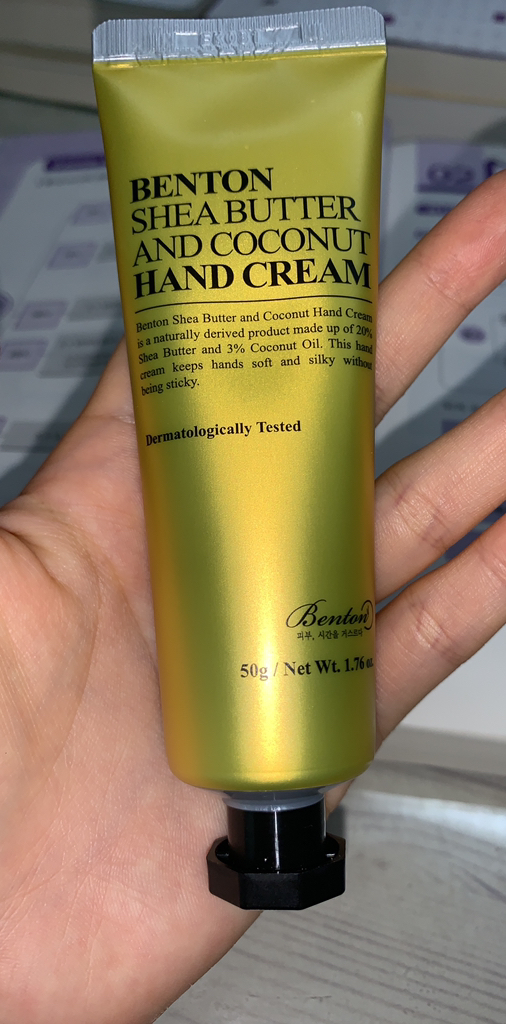 BENTON
SHEA BUTTER
AND COCONUT
HAND CREAM
Benton Shea Butter and Coconut Hand Cream
is a naturally derived product made up of 20%
Shea Butter and 3% Coconut Oil. This hand
cream keeps hands soft and silky without
being sticky.
Dermatologically Tested
Benton
피부, 시간을 거스르다
50g / Net Wt. 1.76 oz.